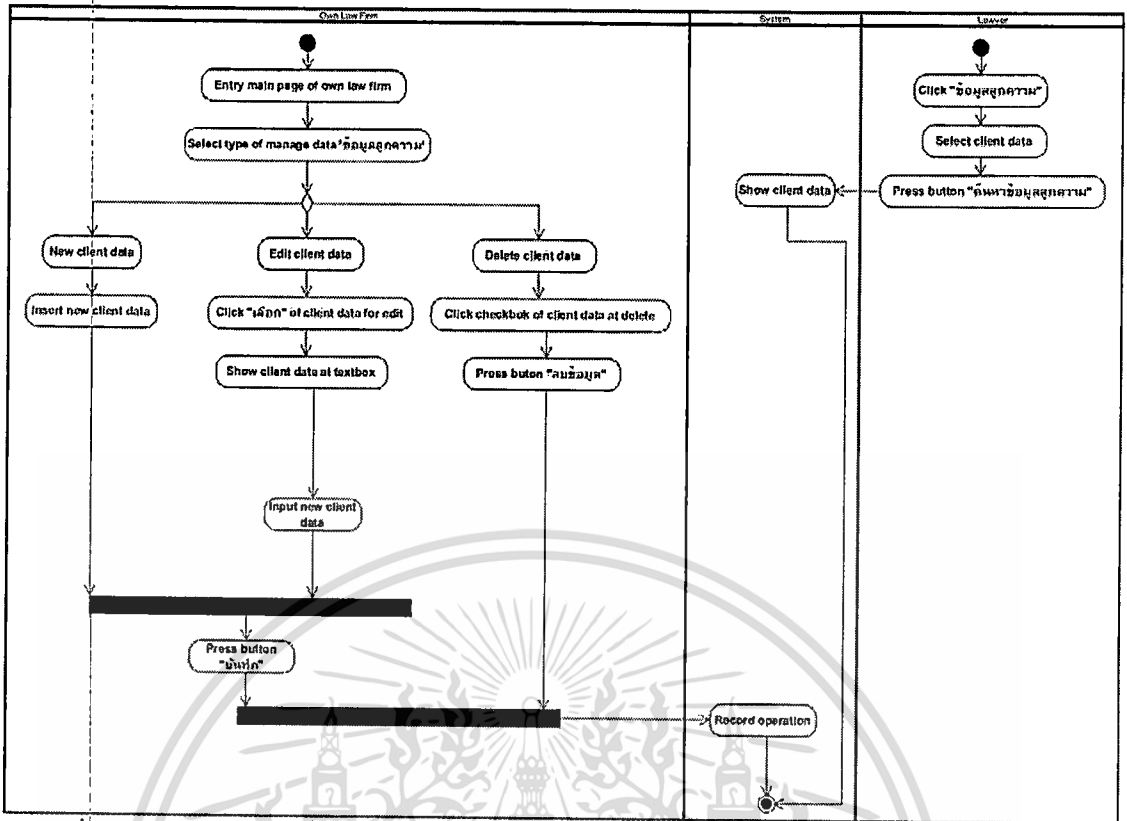 Own Law Firm
System
Lawyer
Entry main page of own law firm
Select type of manage data'ข้อมูลลูกความ'
New client data
Edit client data
Delete client data
Insert new client data
Click "เลือก" of client data for edit
Click checkbok of client data at delete
Show client data at textbox
Press buton "ลบข้อมูล"
Input new client
data
Press button
"บันทึก"
Show client data
Record operation
Click "ข้อมูลลูกความ"
Select client data
Press button "ค้นหาข้อมูลลูกความ"